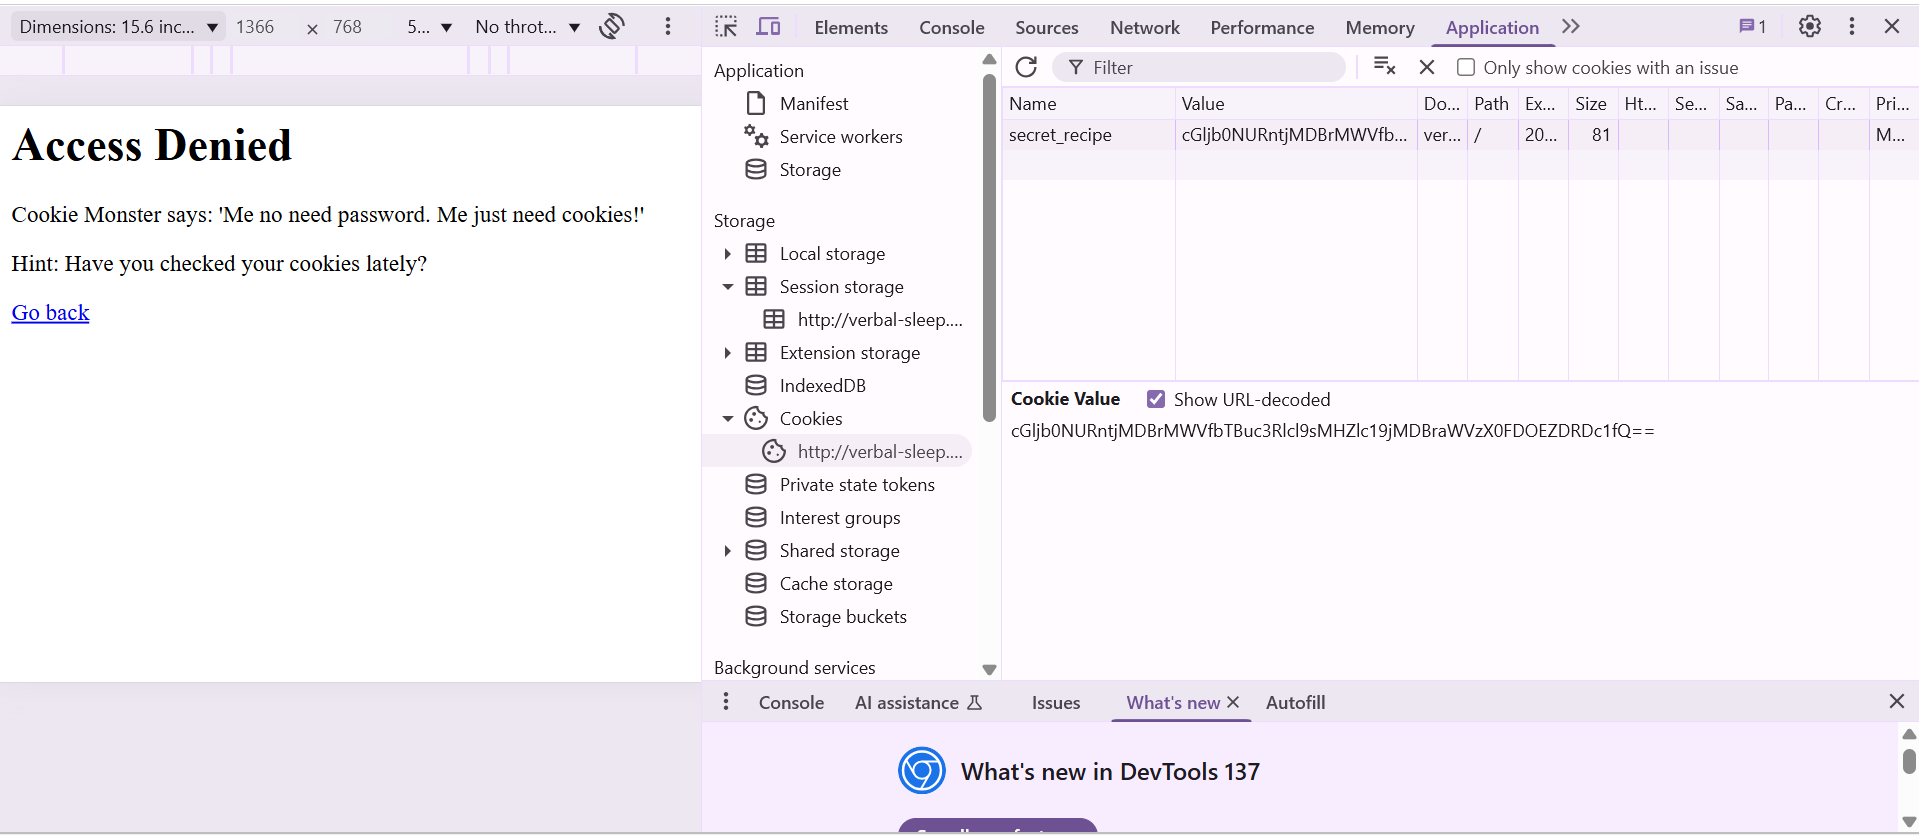 Dimensions: 15.6 inc... ▼ 1366 × 768 5... ▼ No throt... ▼
Elements Console Sources Network Performance Memory Application 1
Access Denied
Cookie Monster says: 'Me no need password. Me just need cookies!'
Hint: Have you checked your cookies lately?
Go back
Application
Manifest
Service workers
Storage
Storage
Local storage
Session storage
http://verbal-sleep....
Extension storage
IndexedDB
Cookies
http://verbal-sleep....
Private state tokens
Interest groups
Shared storage
Cache storage
Storage buckets
Background services
Filter Only show cookies with an issue
Name Value Do... Path Ex... Size Ht... Se... Sa... Pa... Cr... Pri...
secret_recipe cGljb0NURntjMDBrMWVfb... ver... / 20... 81 M...
Cookie Value Show URL-decoded
cGljb0NURntjMDBrMWVfbTBuc3Rlcl9sMHZlc19jMDBraWVzX0FDOEZDRDc1fQ==
Console AI assistance Issues What's new Autofill
What's new in DevTools 137